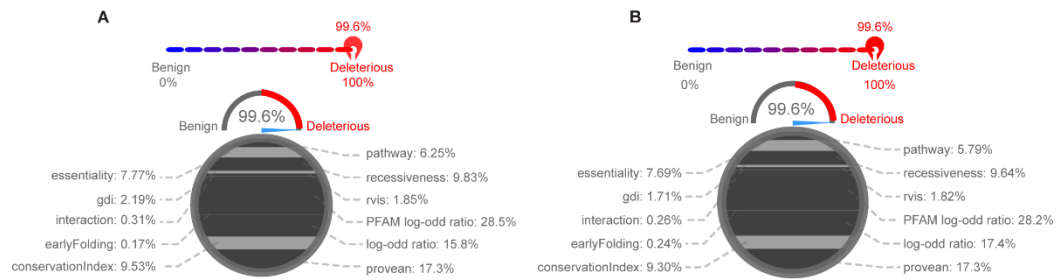 A
99.6%
Benign
0%
Deleterious
100%
99.6%
Benign
Deleterious
pathway: 6.25%
essentiality: 7.77%
recessiveness: 9.83%
gdi: 2.19%
rvis: 1.85%
interaction: 0.31%
PFAM log-odd ratio: 28.5%
earlyFolding: 0.17%
log-odd ratio: 15.8%
conservationIndex: 9.53%
provean: 17.3%
B
99.6%
Benign
0%
Deleterious
100%
99.6%
Benign
Deleterious
pathway: 5.79%
essentiality: 7.69%
recessiveness: 9.64%
gdi: 1.71%
rvis: 1.82%
interaction: 0.26%
PFAM log-odd ratio: 28.2%
earlyFolding: 0.24%
log-odd ratio: 17.4%
conservationIndex: 9.30%
provean: 17.3%